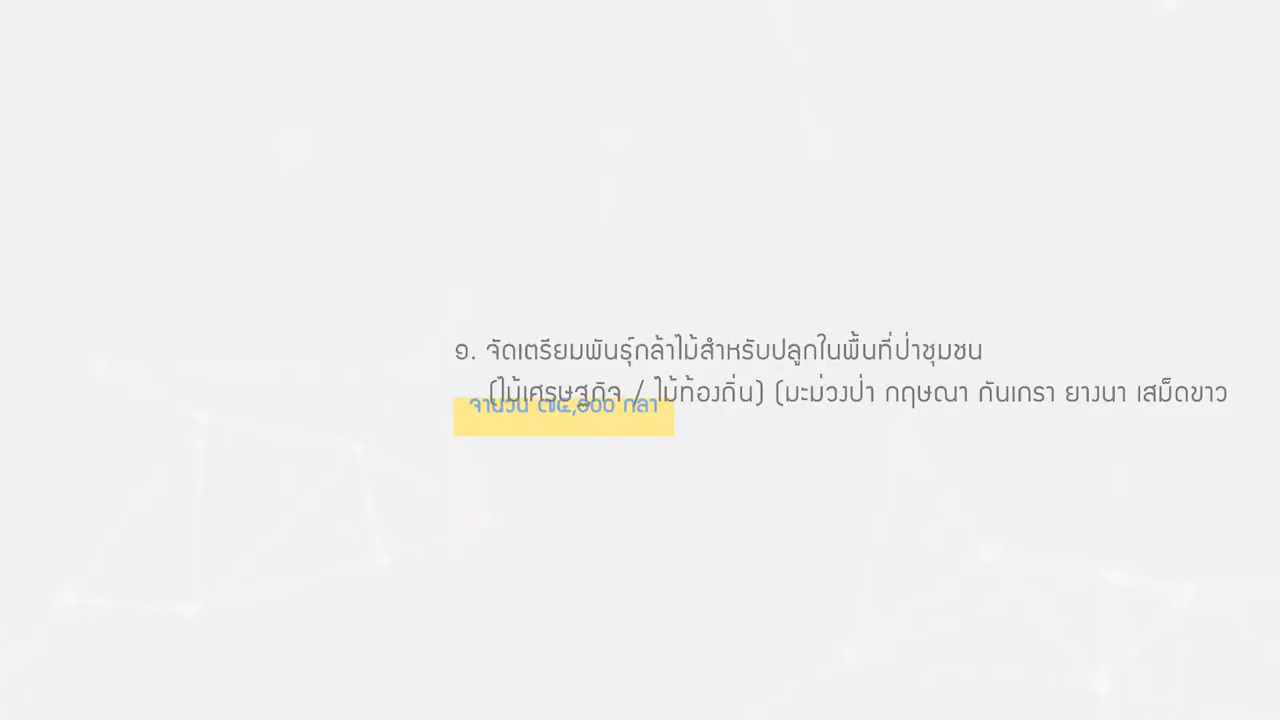 ๑. จัดเตรียมพันธุ์กล้าไม้สำหรับปลูกในพื้นที่ป่าชุมชน
(ไม้เศรษฐกิจ / ไม้ท้องถิ่น) (มะม่วงป่า กฤษณา กันเกรา ยางนา เสม็ดขาว
จำนวน